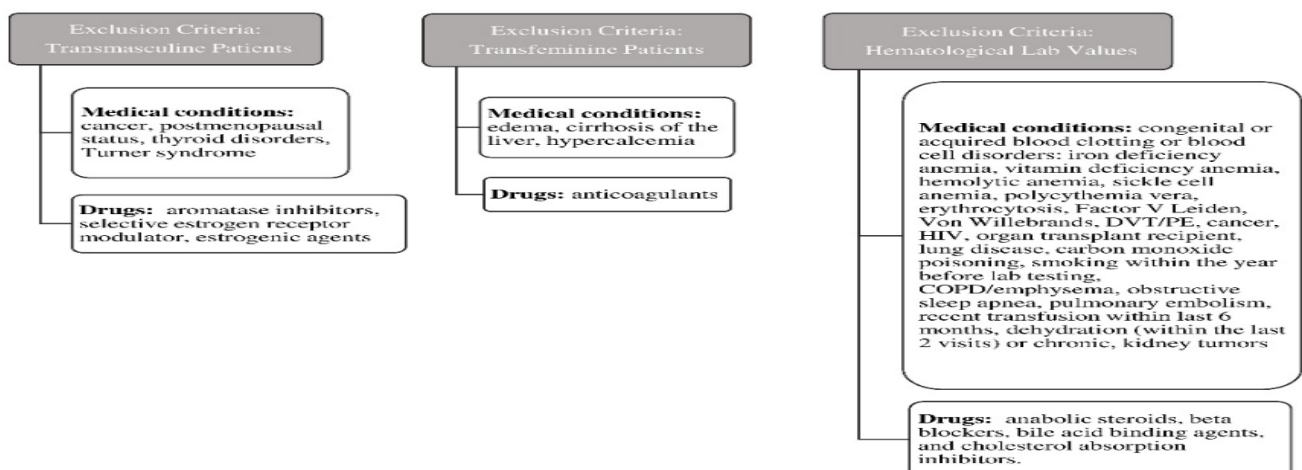 Exclusion Criteria:
Transmasculine Patients
Medical conditions:
cancer, postmenopausal
status, thyroid disorders,
Turner syndrome
Drugs: aromatase inhibitors,
selective estrogen receptor
modulator, estrogenic agents
Exclusion Criteria:
Transfeminine Patients
Medical conditions:
edema, cirrhosis of the
liver, hypercalcemia
Drugs: anticoagulants
Exclusion Criteria:
Hematological Lab Values
Medical conditions: congenital or
acquired blood clotting or blood
cell disorders: iron deficiency
anemia, vitamin deficiency anemia,
hemolytic anemia, sickle cell
anemia, polycythemia vera,
erythrocytosis, Factor V Leiden,
Von Willebrands, DVT/PE, cancer,
HIV, organ transplant recipient,
lung disease, carbon monoxide
poisoning, smoking within the year
before lab testing,
COPD/emphysema, obstructive
sleep apnea, pulmonary embolism,
recent transfusion within last 6
months, dehydration (within the last
2 visits) or chronic, kidney tumors
Drugs: anabolic steroids, beta
blockers, bile acid binding agents,
and cholesterol absorption
inhibitors.